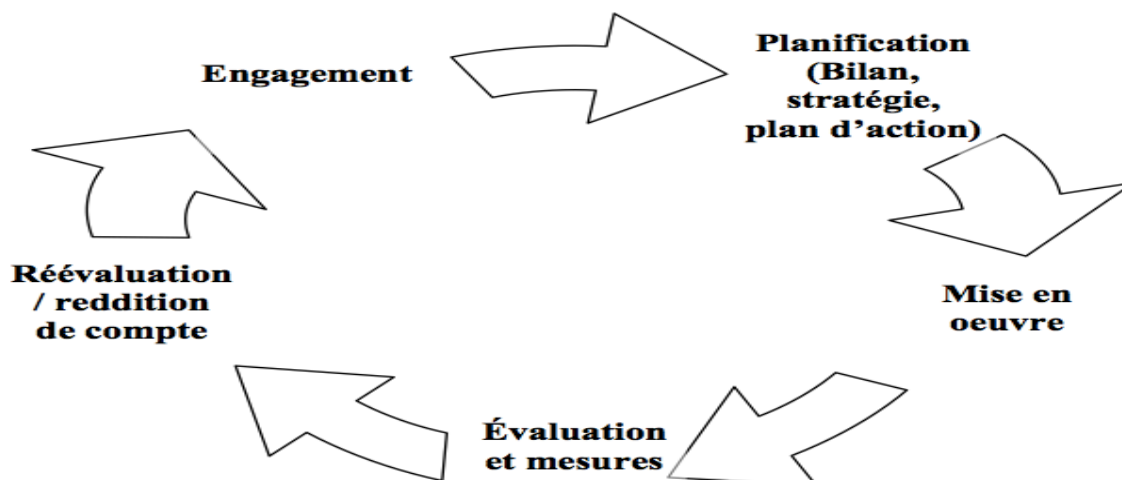 Engagement
Planification
(Bilan,
stratégie,
plan d’action)
Mise en
oeuvre
Évaluation
et mesures
Réévaluation
/ reddition
de compte